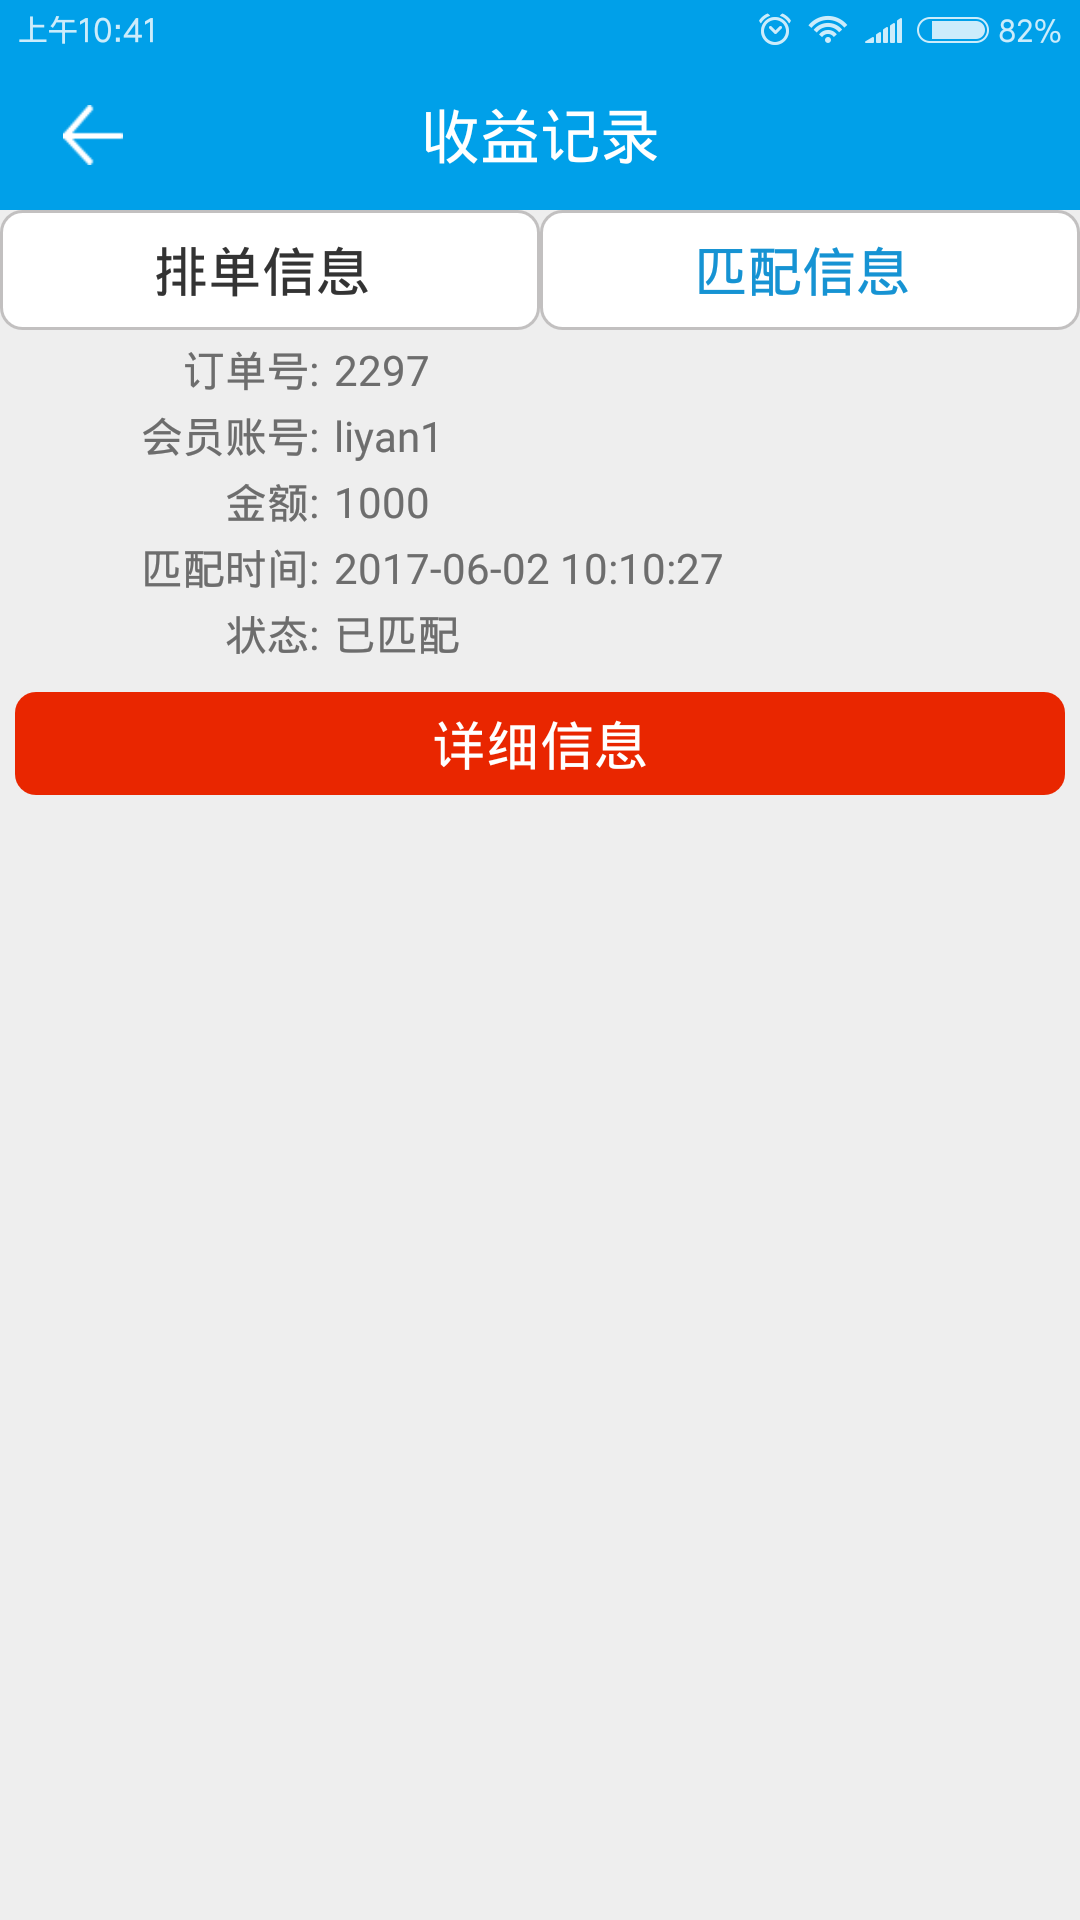 上午10:41 82%
收益记录
排单信息 匹配信息
订单号: 2297
会员账号: liyan1
金额: 1000
匹配时间: 2017-06-02 10:10:27
状态: 已匹配
详细信息